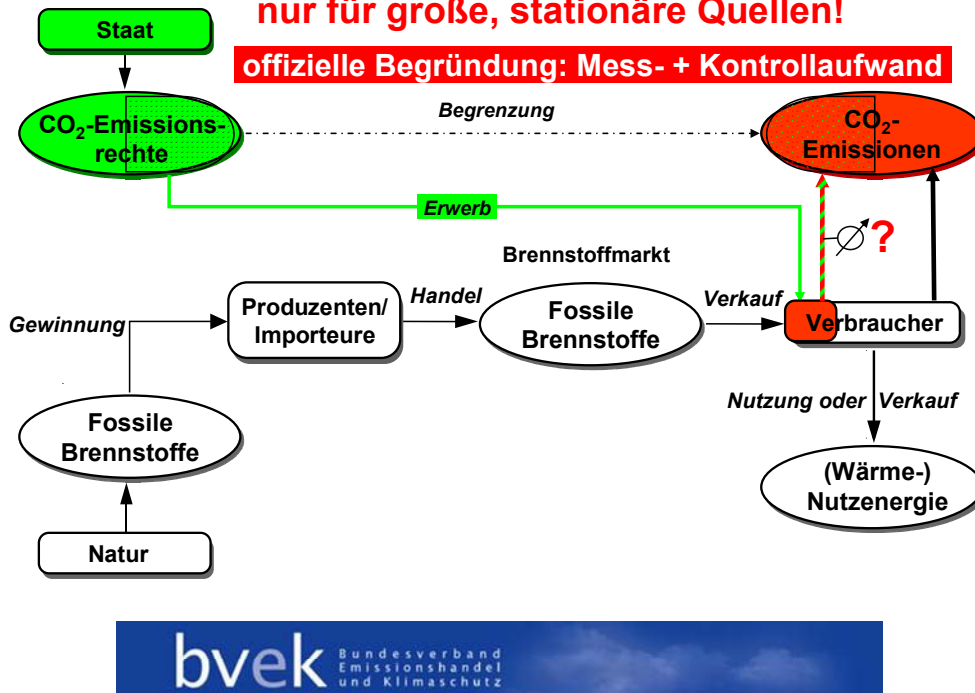 nur für große, stationäre Quellen!
Staat
offizielle Begründung: Mess- + Kontrollaufwand
CO₂-Emissions-
rechte
Begrenzung
CO₂-
Emissionen
Erwerb
?
Brennstoffmarkt
Gewinnung
Produzenten/
Importeure
Handel
Fossile
Brennstoffe
Verkauf
Verbraucher
Nutzung oder Verkauf
Fossile
Brennstoffe
(Wärme-)
Nutzenergie
Natur
bvek
Bundesverband
Emissionshandel
und Klimaschutz